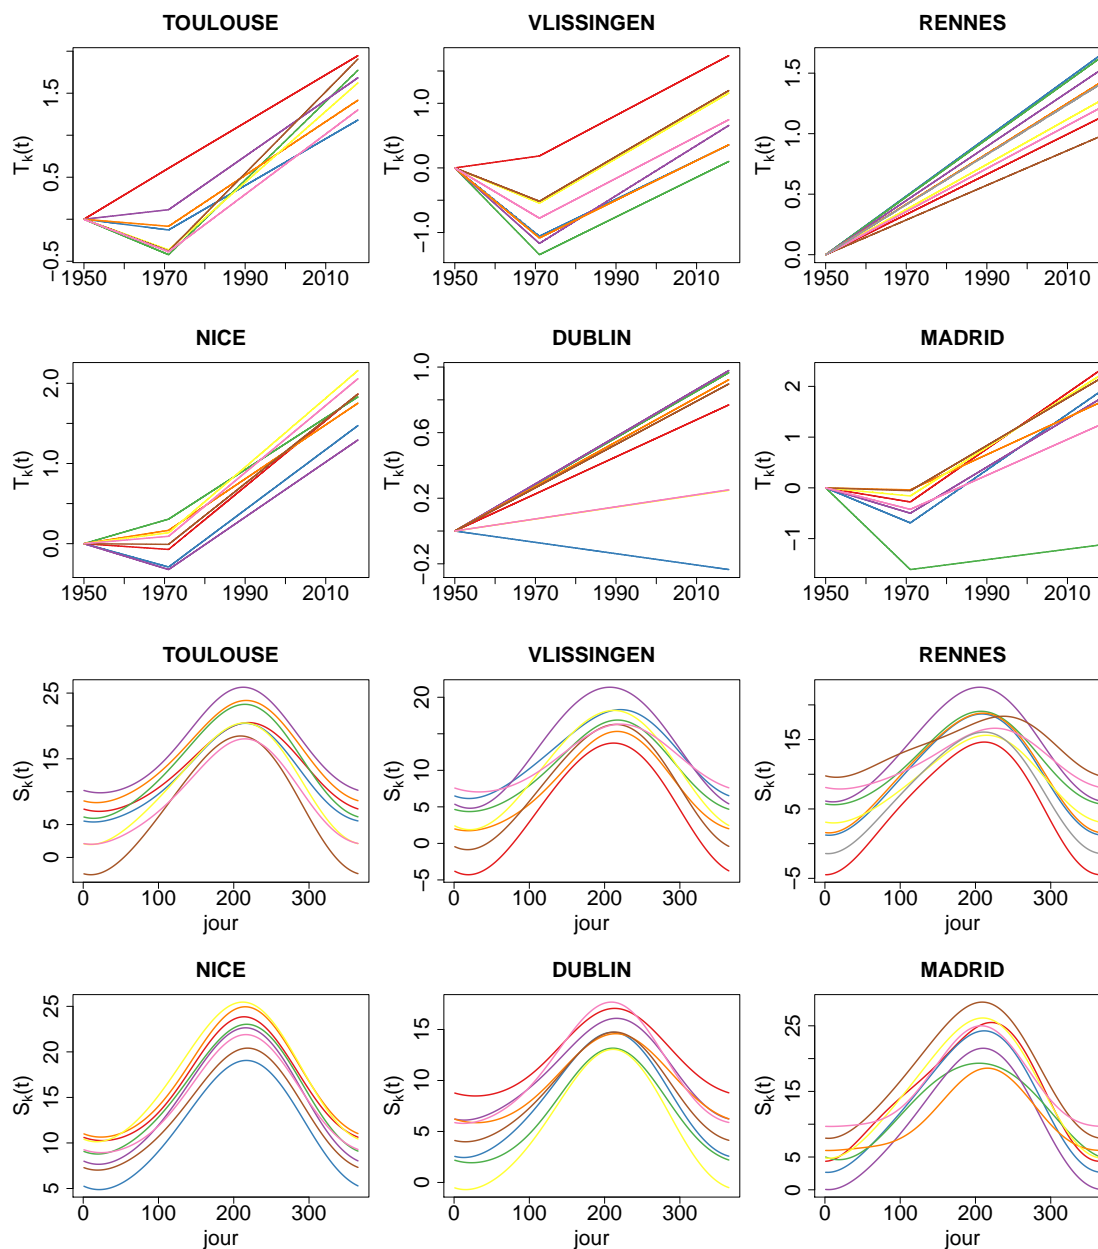 TOULOUSE
VLISSINGEN
RENNES
T_k(t)
−0.5 0.5 1.5
1950 1970 1990 2010
T_k(t)
−1.0 0.0 1.0
1950 1970 1990 2010
T_k(t)
0.0 0.5 1.0 1.5
1950 1970 1990 2010
NICE
DUBLIN
MADRID
T_k(t)
0.0 1.0 2.0
1950 1970 1990 2010
T_k(t)
−0.2 0.2 0.6 1.0
1950 1970 1990 2010
T_k(t)
−1 0 1 2
1950 1970 1990 2010
TOULOUSE
VLISSINGEN
RENNES
S_k(t)
0 5 15 25
0 100 200 300
jour
S_k(t)
−5 0 5 10 20
0 100 200 300
jour
S_k(t)
−5 5 15
0 100 200 300
jour
NICE
DUBLIN
MADRID
S_k(t)
5 10 15 20 25
0 100 200 300
jour
S_k(t)
0 5 10 15
0 100 200 300
jour
S_k(t)
0 5 15 25
0 100 200 300
jour